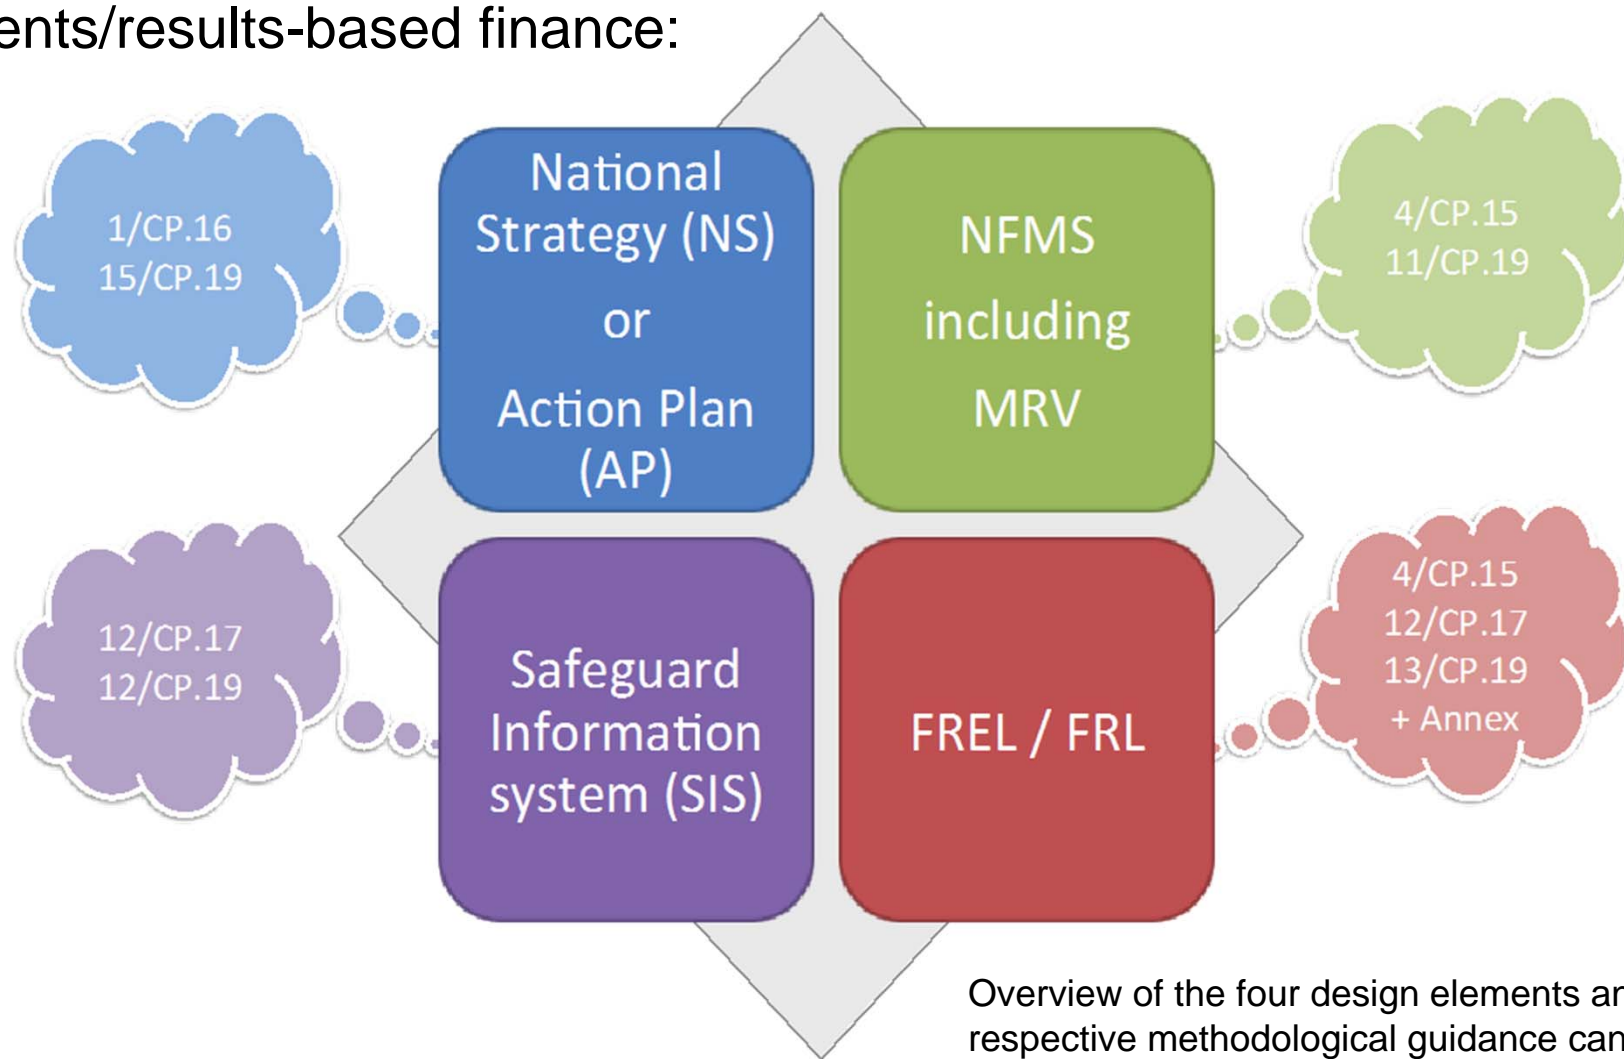 ents/results-based finance:
1/CP.16
15/CP.19
National
Strategy (NS)
or
Action Plan
(AP)
NFMS
including
MRV
4/CP.15
11/CP.19
12/CP.17
12/CP.19
Safeguard
Information
system (SIS)
FREL / FRL
4/CP.15
12/CP.17
13/CP.19
+ Annex
Overview of the four design elements an
respective methodological guidance can